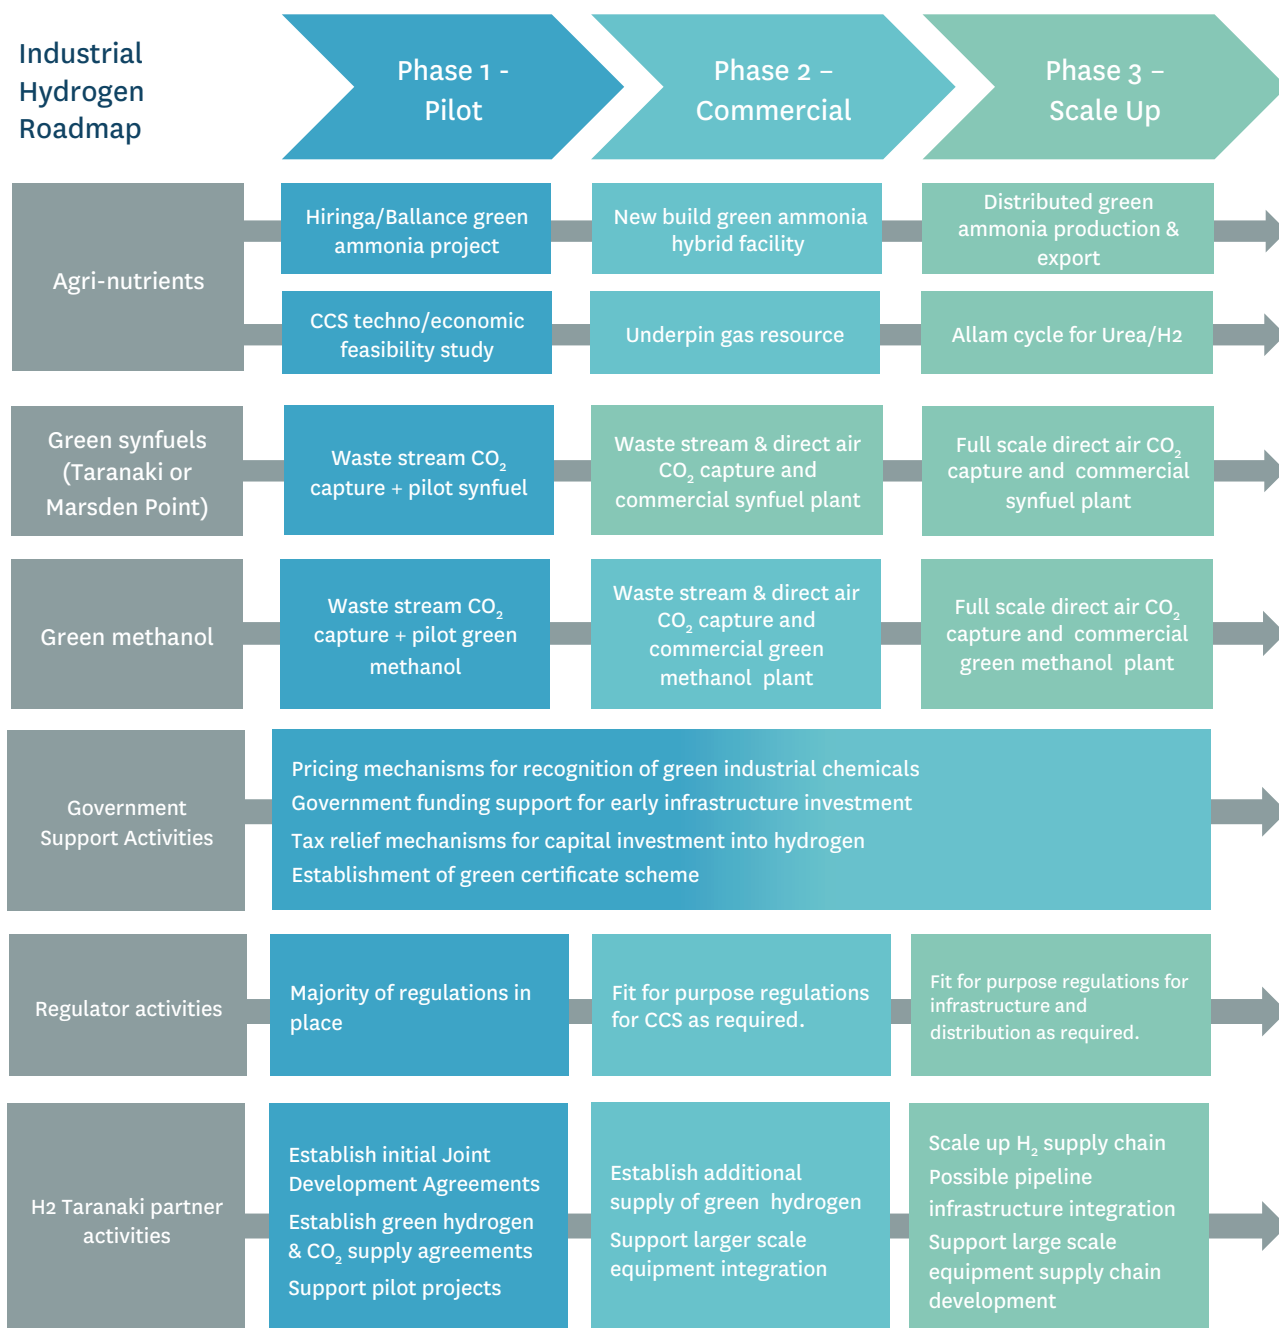 Industrial
Hydrogen
Roadmap
Phase 1 -
Pilot
Phase 2 –
Commercial
Phase 3 –
Scale Up
Agri-nutrients
Hiringa/Ballance green
ammonia project
New build green ammonia
hybrid facility
Distributed green
ammonia production &
export
CCS techno/economic
feasibility study
Underpin gas resource
Allam cycle for Urea/H2
Green synfuels
(Taranaki or
Marsden Point)
Waste stream CO₂
capture + pilot synfuel
Waste stream & direct air
CO₂ capture and
commercial synfuel plant
Full scale direct air CO₂
capture and commercial
synfuel plant
Green methanol
Waste stream CO₂
capture + pilot green
methanol
Waste stream & direct air
CO₂ capture and
commercial green
methanol plant
Full scale direct air CO₂
capture and commercial
green methanol plant
Government
Support Activities
Pricing mechanisms for recognition of green industrial chemicals
Government funding support for early infrastructure investment
Tax relief mechanisms for capital investment into hydrogen
Establishment of green certificate scheme
Regulator activities
Majority of regulations in
place
Fit for purpose regulations
for CCS as required.
Fit for purpose regulations for
infrastructure and
distribution as required.
H2 Taranaki partner
activities
Establish initial Joint
Development Agreements
Establish green hydrogen
& CO₂ supply agreements
Support pilot projects
Establish additional
supply of green hydrogen
Support larger scale
equipment integration
Scale up H₂ supply chain
Possible pipeline
infrastructure integration
Support large scale
equipment supply chain
development